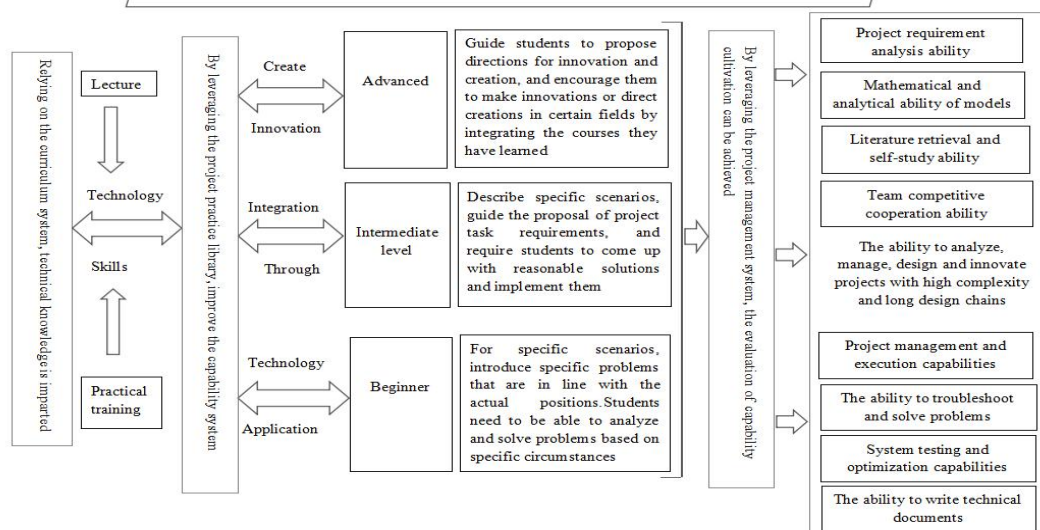 Relying on the curriculum system, technical knowledge is imparted
Lecture
Technology
Skills
Practical
training
By leveraging the project practice library, improve the capability system
Create
Innovation
Integration
Through
Technology
Application
Advanced
Guide students to propose
directions for innovation and
creation, and encourage them
to make innovations or direct
creations in certain fields by
integrating the courses they
have learned
Intermediate
level
Describe specific scenarios,
guide the proposal of project
task requirements, and
require students to come up
with reasonable solutions
and implement them
Beginner
For specific scenarios,
introduce specific problems
that are in line with the
actual positions.Students
need to be able to analyze
and solve problems based on
specific circumstances
By leveraging the project management system, the evaluation of capability
cultivation can be achieved
Project requirement
analysis ability
Mathematical and
analytical ability of models
Literature retrieval and
self-study ability
Team competitive
cooperation ability
The ability to analyze,
manage, design and innovate
projects with high complexity
and long design chains
Project management and
execution capabilities
The ability to troubleshoot
and solve problems
System testing and
optimization capabilities
The ability to write technical
documents